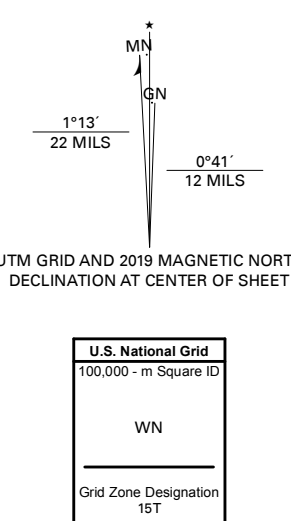 ★
MN
GN
1°13´
22 MILS
0°41´
12 MILS
UTM GRID AND 2019 MAGNETIC NORT
DECLINATION AT CENTER OF SHEET
U.S. National Grid
100,000 - m Square ID
WN
Grid Zone Designation
15T